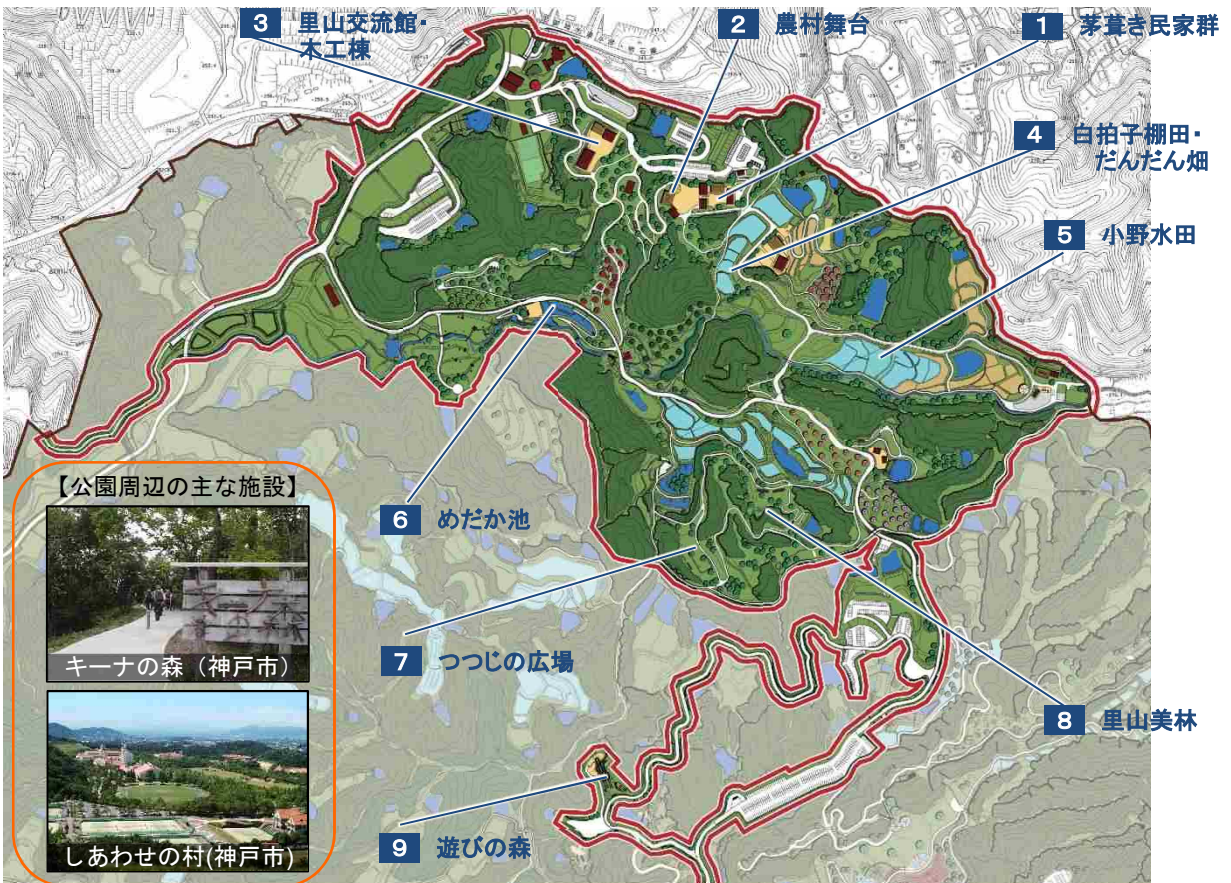 3 里山交流館・
木工棟
2 農村舞台
1 茅葺き民家群
4 白拍子棚田・
だんだん畑
5 小野水田
6 めだか池
7 つつじの広場
8 里山美林
9 遊びの森
【公園周辺の主な施設】
キーナの森（神戸市）
しあわせの村(神戸市)